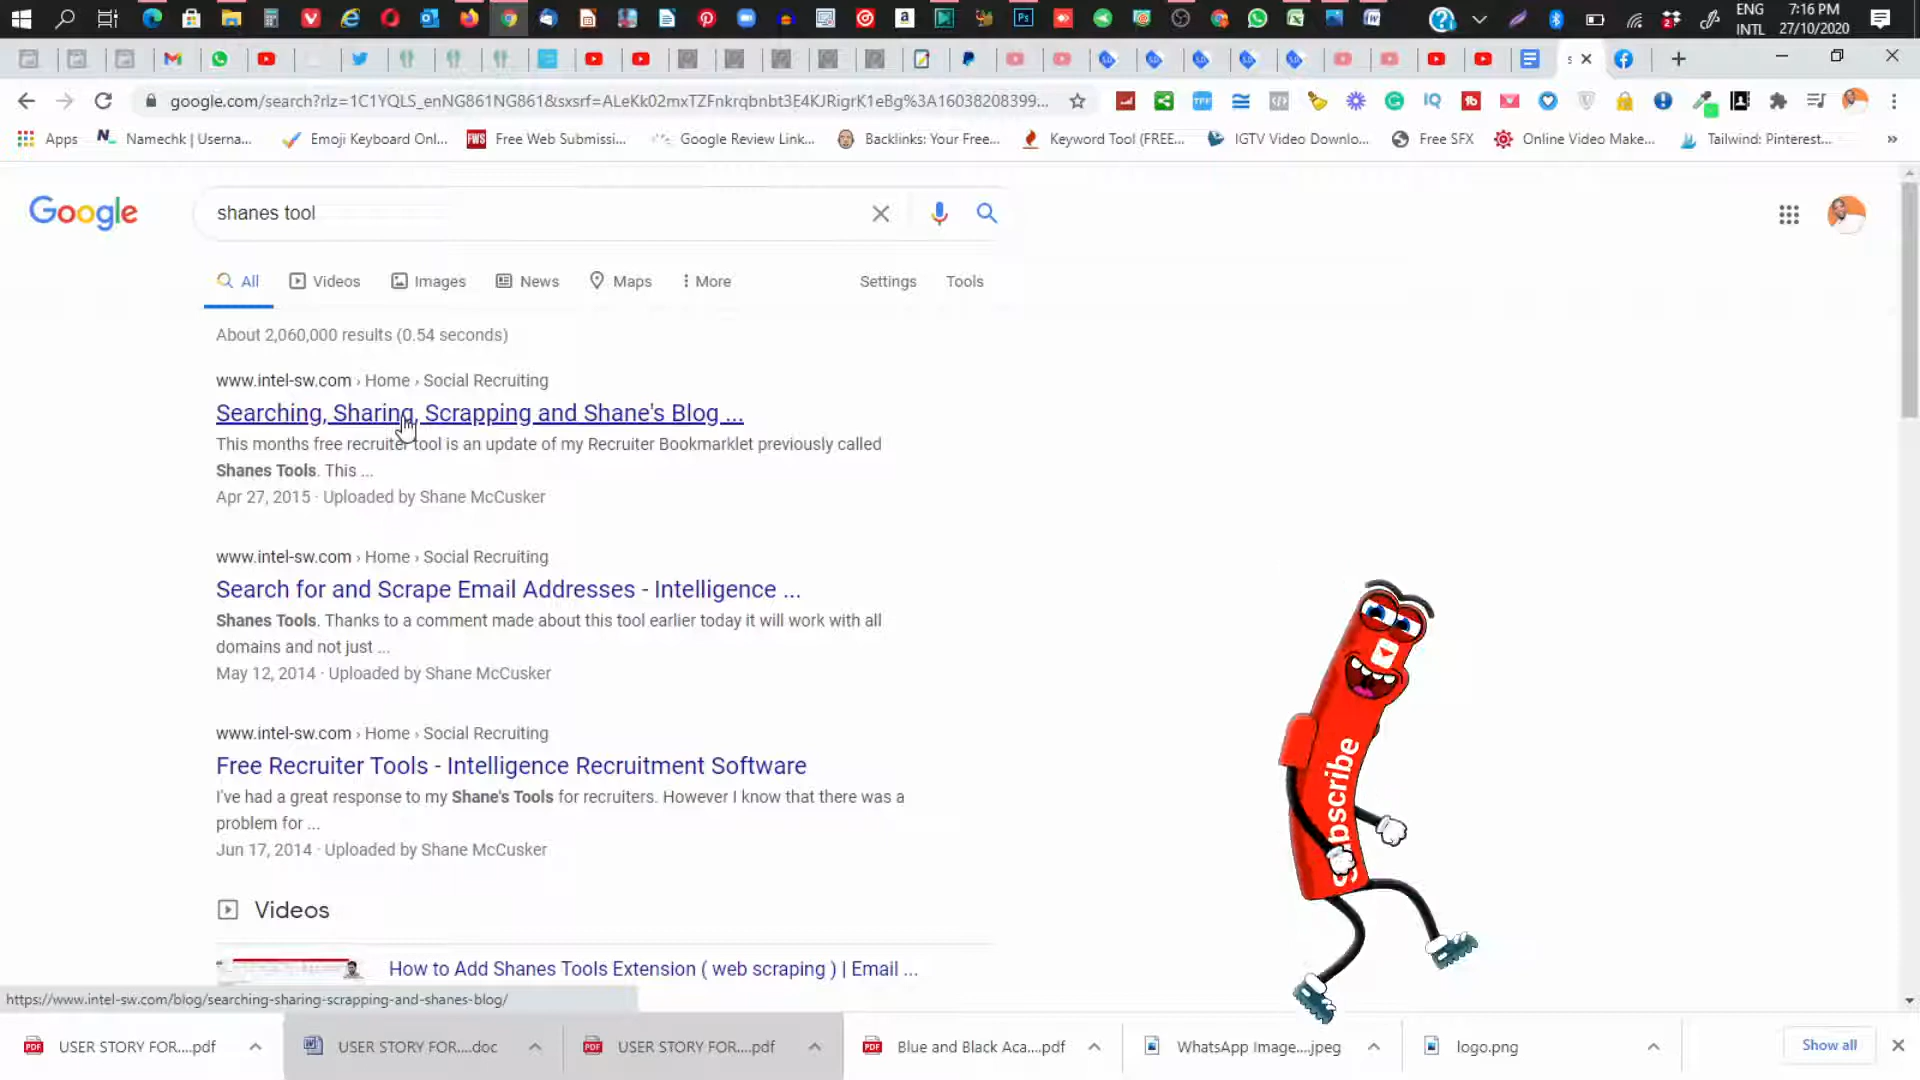 ENG
INTL
7:16 PM
27/10/2020
google.com/search?rlz=1C1YQLS_enNG861NG861&sxsrf=ALeKk02mxTZFnkrqbnbt3E4KJRigrK1eBg%3A16038208399...
Apps
Namechk | Userna...
Emoji Keyboard Onl...
FWS
Free Web Submissi...
Google Review Link...
Backlinks: Your Free...
Keyword Tool (FREE...
IGTV Video Downlo...
Free SFX
Online Video Make...
Tailwind: Pinterest...
»
Google
shanes tool
All
Videos
Images
News
Maps
More
Settings
Tools
About 2,060,000 results (0.54 seconds)
www.intel-sw.com › Home › Social Recruiting
Searching, Sharing, Scrapping and Shane's Blog ...
This months free recruiter tool is an update of my Recruiter Bookmarklet previously called
Shanes Tools. This ...
Apr 27, 2015 · Uploaded by Shane McCusker
www.intel-sw.com › Home › Social Recruiting
Search for and Scrape Email Addresses - Intelligence ...
Shanes Tools. Thanks to a comment made about this tool earlier today it will work with all
domains and not just ...
May 12, 2014 · Uploaded by Shane McCusker
www.intel-sw.com › Home › Social Recruiting
Free Recruiter Tools - Intelligence Recruitment Software
I've had a great response to my Shane's Tools for recruiters. However I know that there was a
problem for ...
Jun 17, 2014 · Uploaded by Shane McCusker
Videos
How to Add Shanes Tools Extension ( web scraping ) | Email ...
Subscribe
https://www.intel-sw.com/blog/searching-sharing-scrapping-and-shanes-blog/
USER STORY FOR....pdf
USER STORY FOR....doc
USER STORY FOR....pdf
Blue and Black Aca....pdf
WhatsApp Image....jpeg
logo.png
Show all